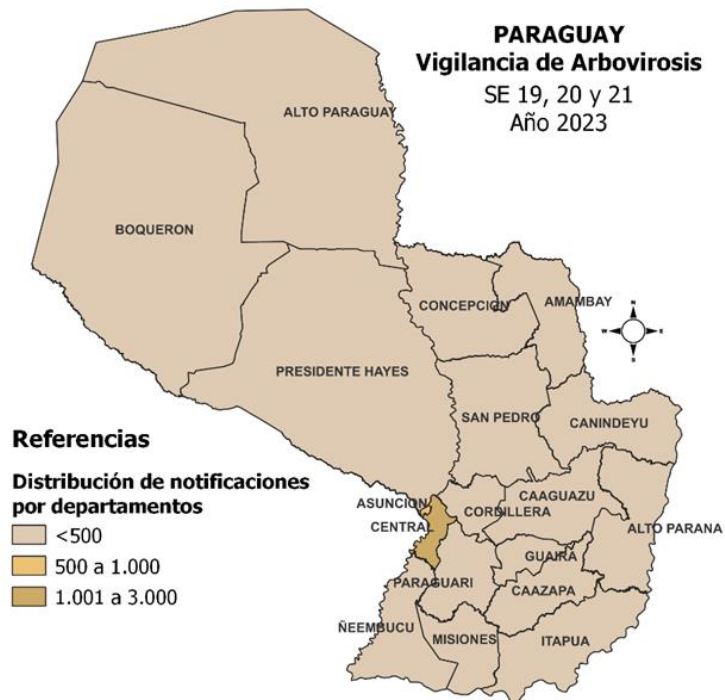 PARAGUAY
Vigilancia de Arbovirosis
SE 19, 20 y 21
Año 2023
ALTO PARAGUAY
BOQUERON
CONCEPCION
AMAMBAY
N
W
E
S
PRESIDENTE HAYES
SAN PEDRO
CANINDEYU
Referencias
Distribución de notificaciones
por departamentos
<500
500 a 1.000
1.001 a 3.000
ASUNCION
CENTRAL
CORDILLERA
CAAGUAZU
ALTO PARANA
GUAIRA
PARAGUARI
CAAZAPA
ÑEEMBUCU
MISIONES
ITAPUA